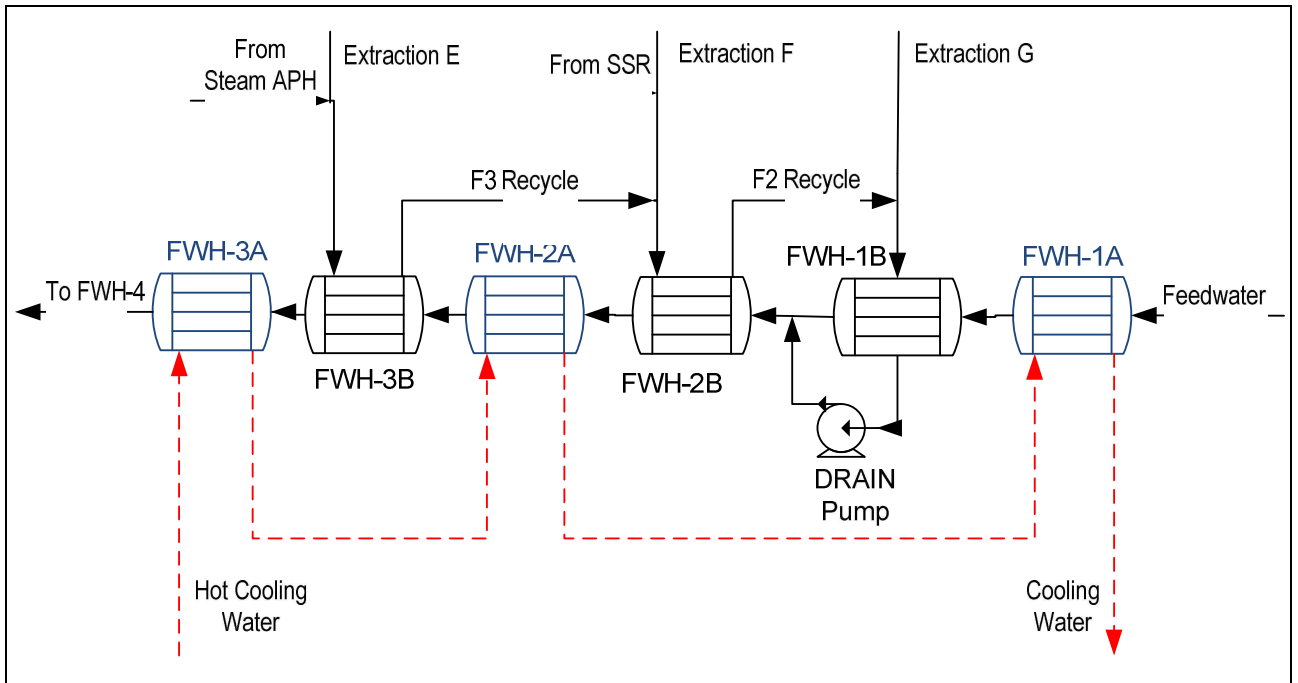 From
Steam APH
Extraction E
From SSR
Extraction F
Extraction G
F3 Recycle
F2 Recycle
FWH-3A
FWH-2A
FWH-1B
FWH-1A
To FWH-4
Feedwater
FWH-3B
FWH-2B
DRAIN
Pump
Hot Cooling
Water
Cooling
Water